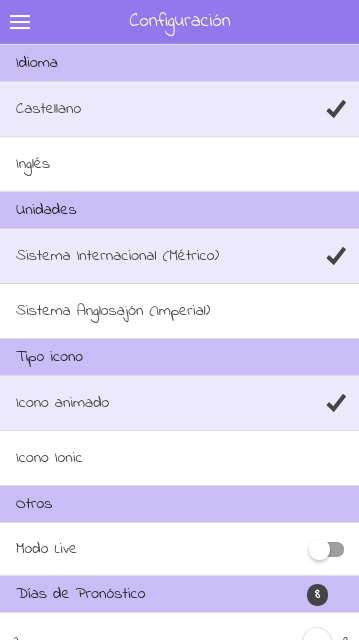 Configuración
Idioma
Castellano
Inglés
Unidades
Sistema Internacional (Métrico)
Sistema Anglosajón (Imperial)
Tipo icono
Icono animado
Icono Ionic
Otros
Modo Live
Días de Pronóstico 8